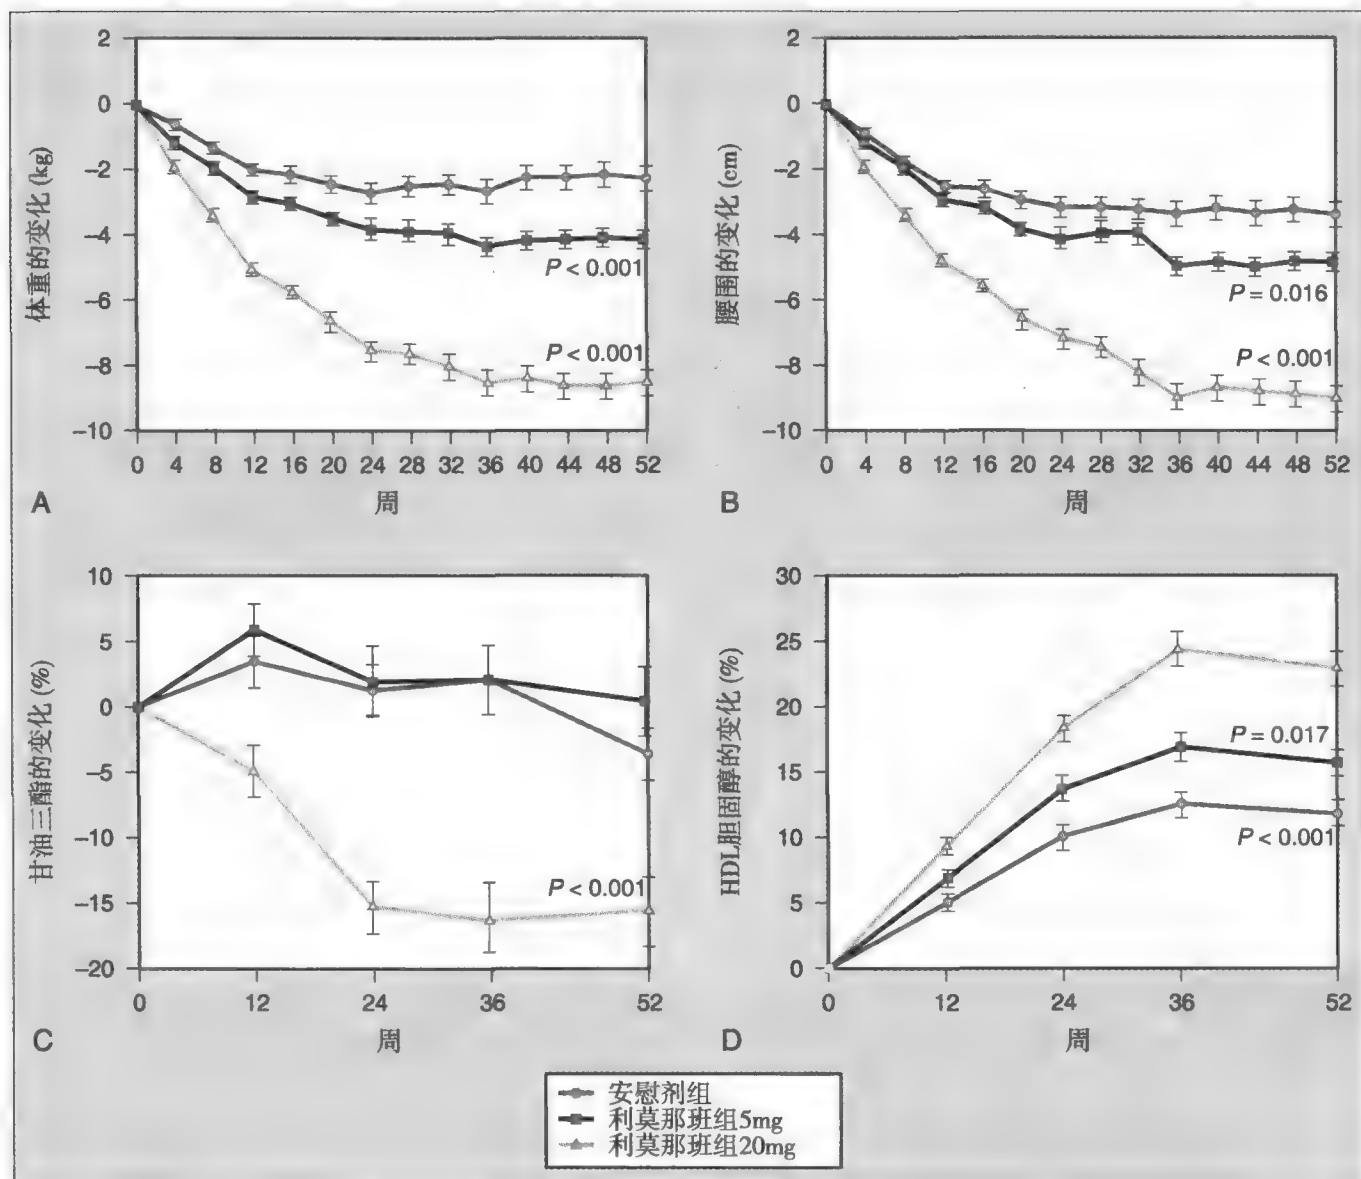 2
0
−2
−4
−6
−8
−10
体重的变化 (kg)
P < 0.001
P < 0.001
0 4 8 12 16 20 24 28 32 36 40 44 48 52
周
A
2
0
−2
−4
−6
−8
−10
腰围的变化 (cm)
P = 0.016
P < 0.001
0 4 8 12 16 20 24 28 32 36 40 44 48 52
周
B
10
5
0
−5
−10
−15
−20
甘油三酯的变化 (%)
P < 0.001
0 12 24 36 52
周
C
30
25
20
15
10
5
0
HDL胆固醇的变化 (%)
P = 0.017
P < 0.001
0 12 24 36 52
周
D
安慰剂组
利莫那班组5mg
利莫那班组20mg